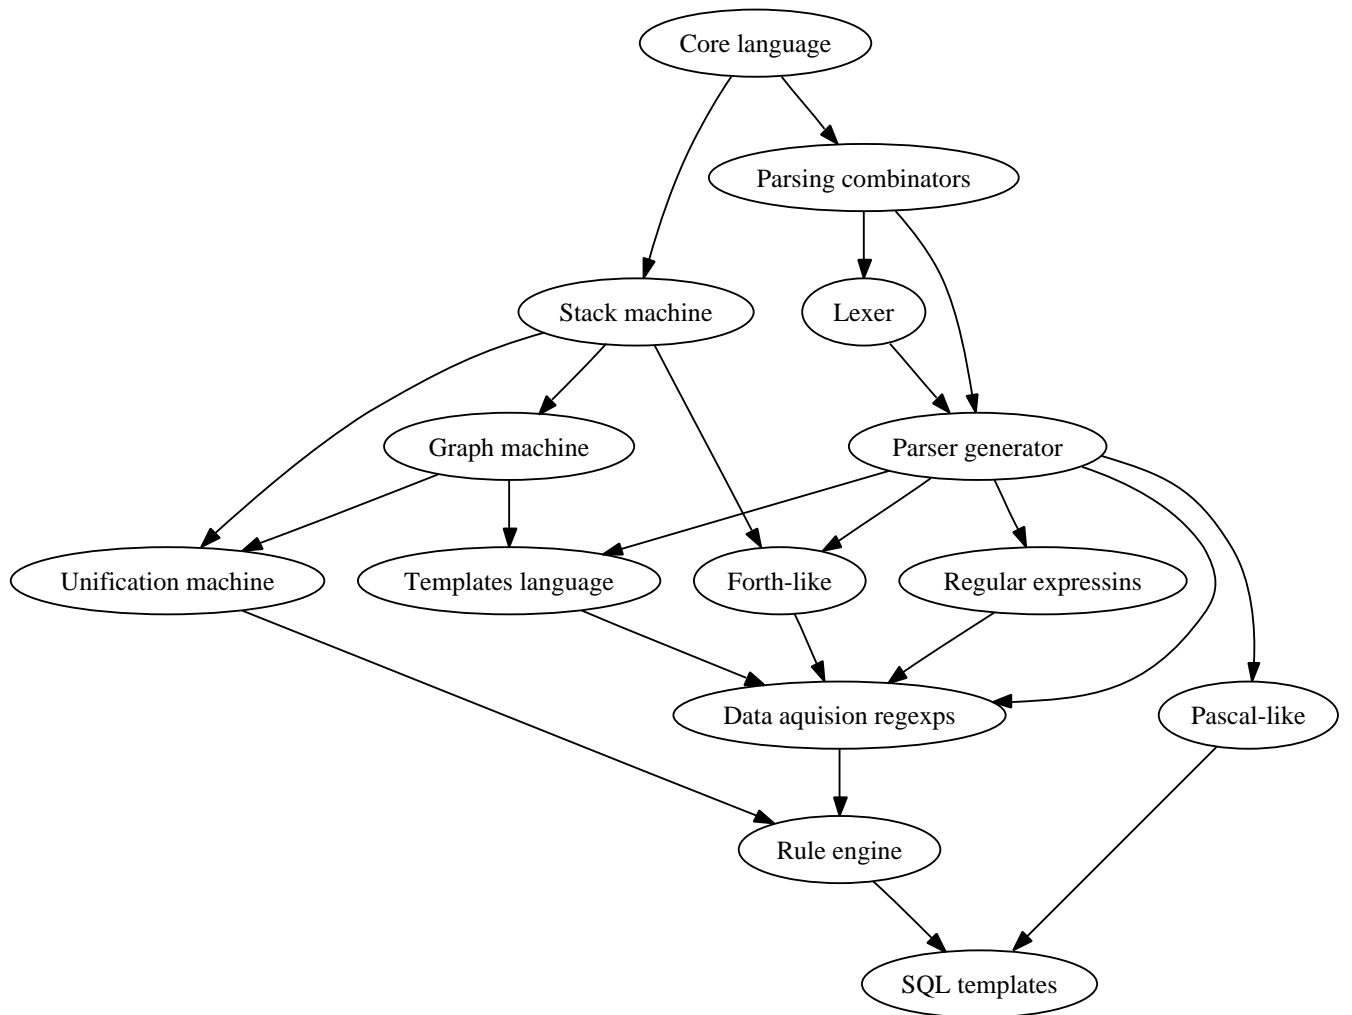 Core language
Parsing combinators
Stack machine
Lexer
Graph machine
Parser generator
Unification machine
Templates language
Forth-like
Regular expressins
Data aquision regexps
Pascal-like
Rule engine
SQL templates